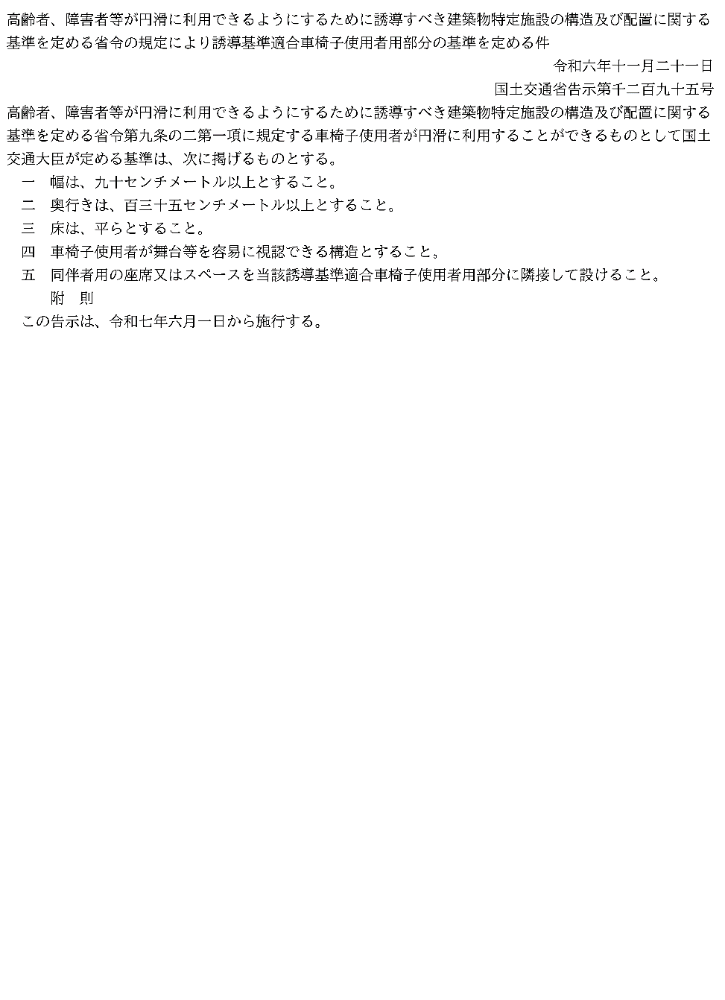 高齢者、障害者等が円滑に利用できるようにするために誘導すべき建築物特定施設の構造及び配置に関する
基準を定める省令の規定により誘導基準適合車椅子使用者用部分の基準を定める件
令和六年十一月二十一日
国土交通省告示第千二百九十五号
高齢者、障害者等が円滑に利用できるようにするために誘導すべき建築物特定施設の構造及び配置に関する
基準を定める省令第九条の二第一項に規定する車椅子使用者が円滑に利用することができるものとして国土
交通大臣が定める基準は、次に掲げるものとする。
一　幅は、九十センチメートル以上とすること。
二　奥行きは、百三十五センチメートル以上とすること。
三　床は、平らとすること。
四　車椅子使用者が舞台等を容易に視認できる構造とすること。
五　同伴者用の座席又はスペースを当該誘導基準適合車椅子使用者用部分に隣接して設けること。
附　則
この告示は、令和七年六月一日から施行する。